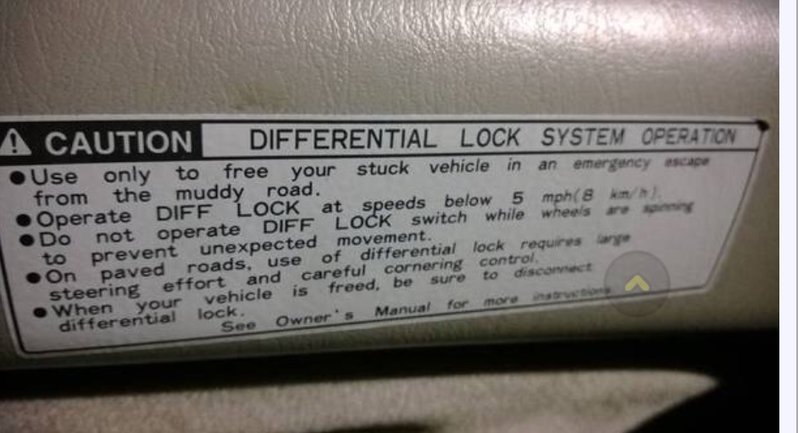 ⚠ CAUTION DIFFERENTIAL LOCK SYSTEM OPERATION
●Use only to free your stuck vehicle in an emergency escape
from the muddy road.
●Operate DIFF LOCK at speeds below 5 mph(8 km/h).
●Do not operate DIFF LOCK switch while wheels are spinning
to prevent unexpected movement.
●On paved roads, use of differential lock requires large
steering effort and careful cornering control.
●When your vehicle is freed, be sure to disconnect
differential lock.
See Owner's Manual for more instructions